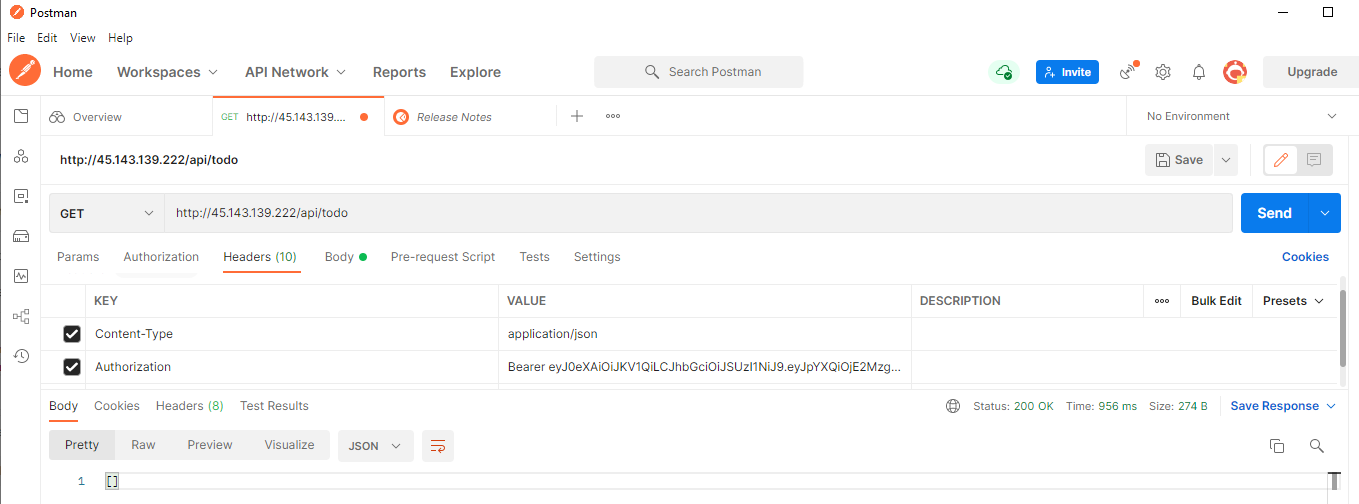 Postman
File Edit View Help
Home Workspaces API Network Reports Explore Search Postman Invite Upgrade
Overview GET http://45.143.139.... Release Notes No Environment
http://45.143.139.222/api/todo Save
GET http://45.143.139.222/api/todo Send
Params Authorization Headers (10) Body Pre-request Script Tests Settings Cookies
KEY VALUE DESCRIPTION Bulk Edit Presets
Content-Type application/json
Authorization Bearer eyJ0eXAiOiJKV1QiLCJhbGciOiJSUzI1NiJ9.eyJpYXQiOjE2Mzg...
Body Cookies Headers (8) Test Results Status: 200 OK Time: 956 ms Size: 274 B Save Response
Pretty Raw Preview Visualize JSON
1 []